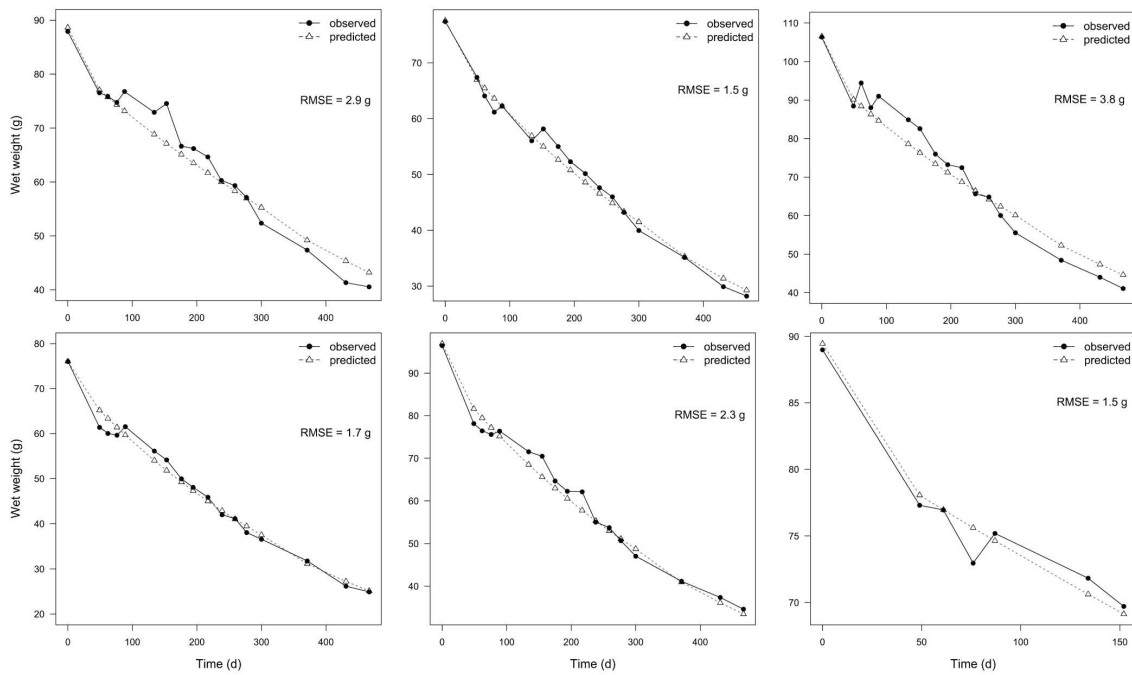 observed
predicted
RMSE = 2.9 g
Wet weight (g)
90
80
70
60
50
40
0 100 200 300 400
observed
predicted
RMSE = 1.5 g
70
60
50
40
30
0 100 200 300 400
observed
predicted
RMSE = 3.8 g
110
100
90
80
70
60
50
40
0 100 200 300 400
observed
predicted
RMSE = 1.7 g
Wet weight (g)
80
70
60
50
40
30
20
0 100 200 300 400
Time (d)
observed
predicted
RMSE = 2.3 g
90
80
70
60
50
40
0 100 200 300 400
Time (d)
observed
predicted
RMSE = 1.5 g
90
85
80
75
70
0 50 100 150
Time (d)